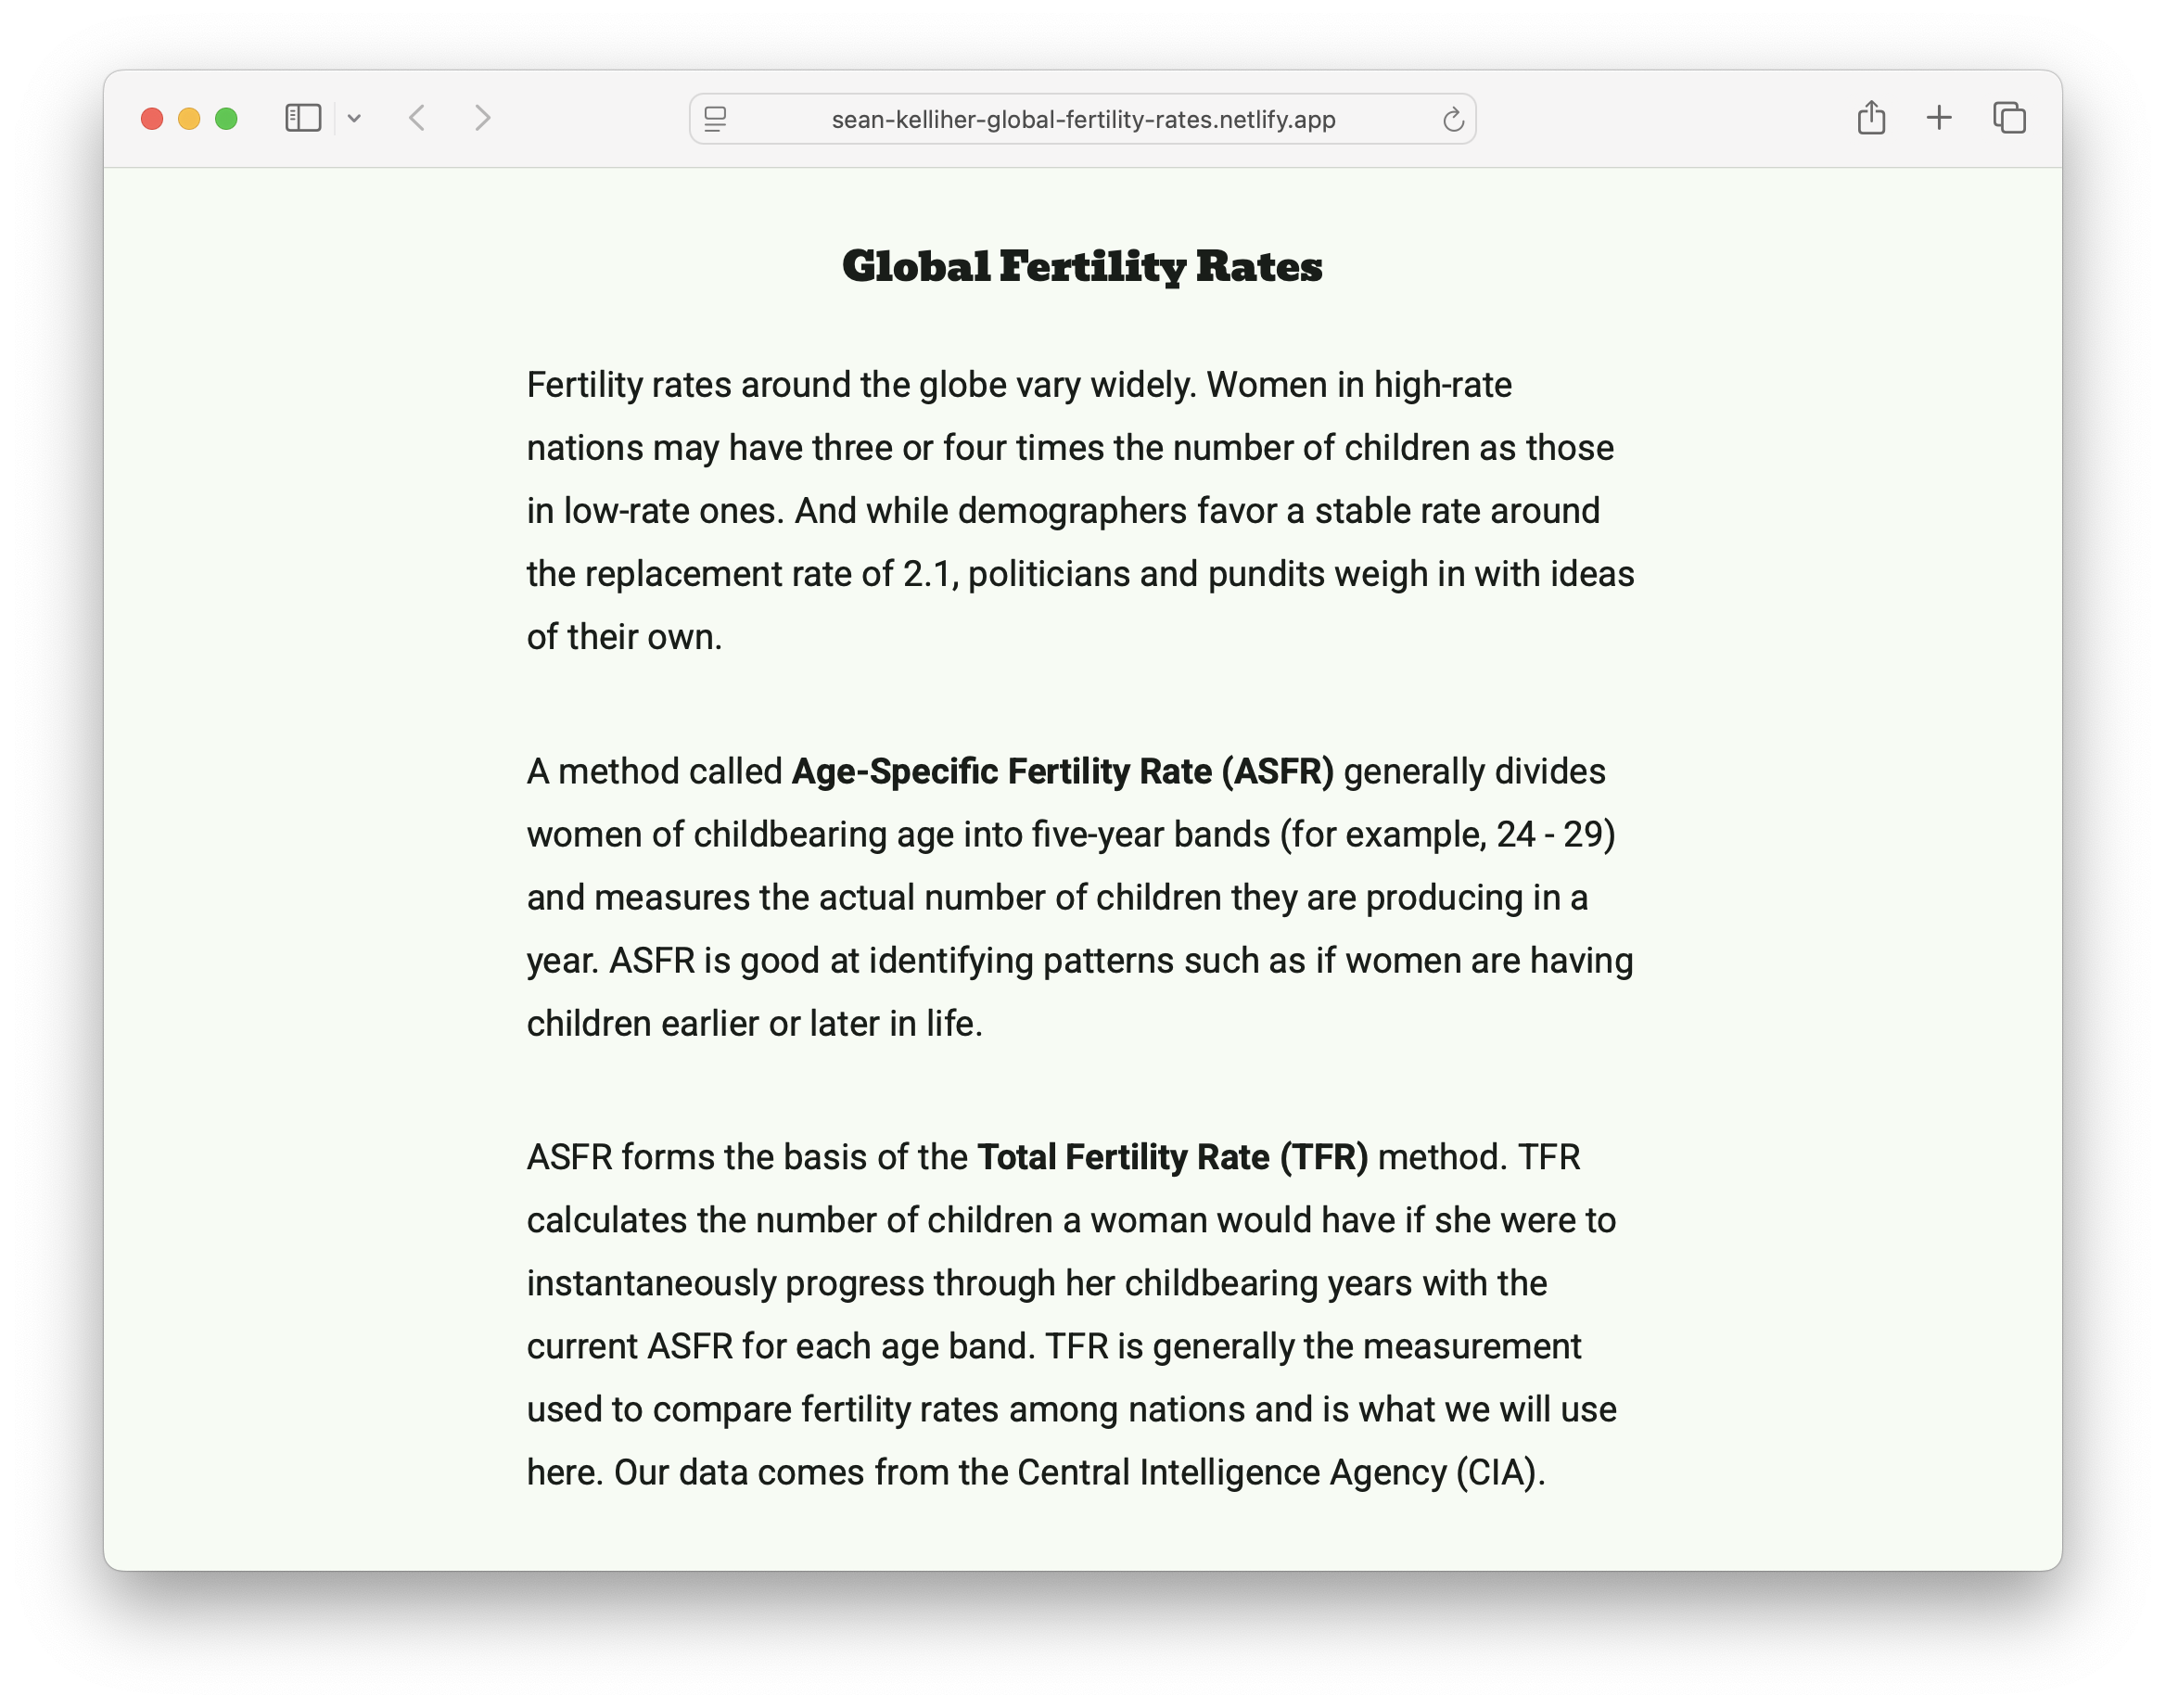 sean-kelliher-global-fertility-rates.netlify.app
Global Fertility Rates
Fertility rates around the globe vary widely. Women in high-rate
nations may have three or four times the number of children as those
in low-rate ones. And while demographers favor a stable rate around
the replacement rate of 2.1, politicians and pundits weigh in with ideas
of their own.
A method called Age-Specific Fertility Rate (ASFR) generally divides
women of childbearing age into five-year bands (for example, 24 - 29)
and measures the actual number of children they are producing in a
year. ASFR is good at identifying patterns such as if women are having
children earlier or later in life.
ASFR forms the basis of the Total Fertility Rate (TFR) method. TFR
calculates the number of children a woman would have if she were to
instantaneously progress through her childbearing years with the
current ASFR for each age band. TFR is generally the measurement
used to compare fertility rates among nations and is what we will use
here. Our data comes from the Central Intelligence Agency (CIA).